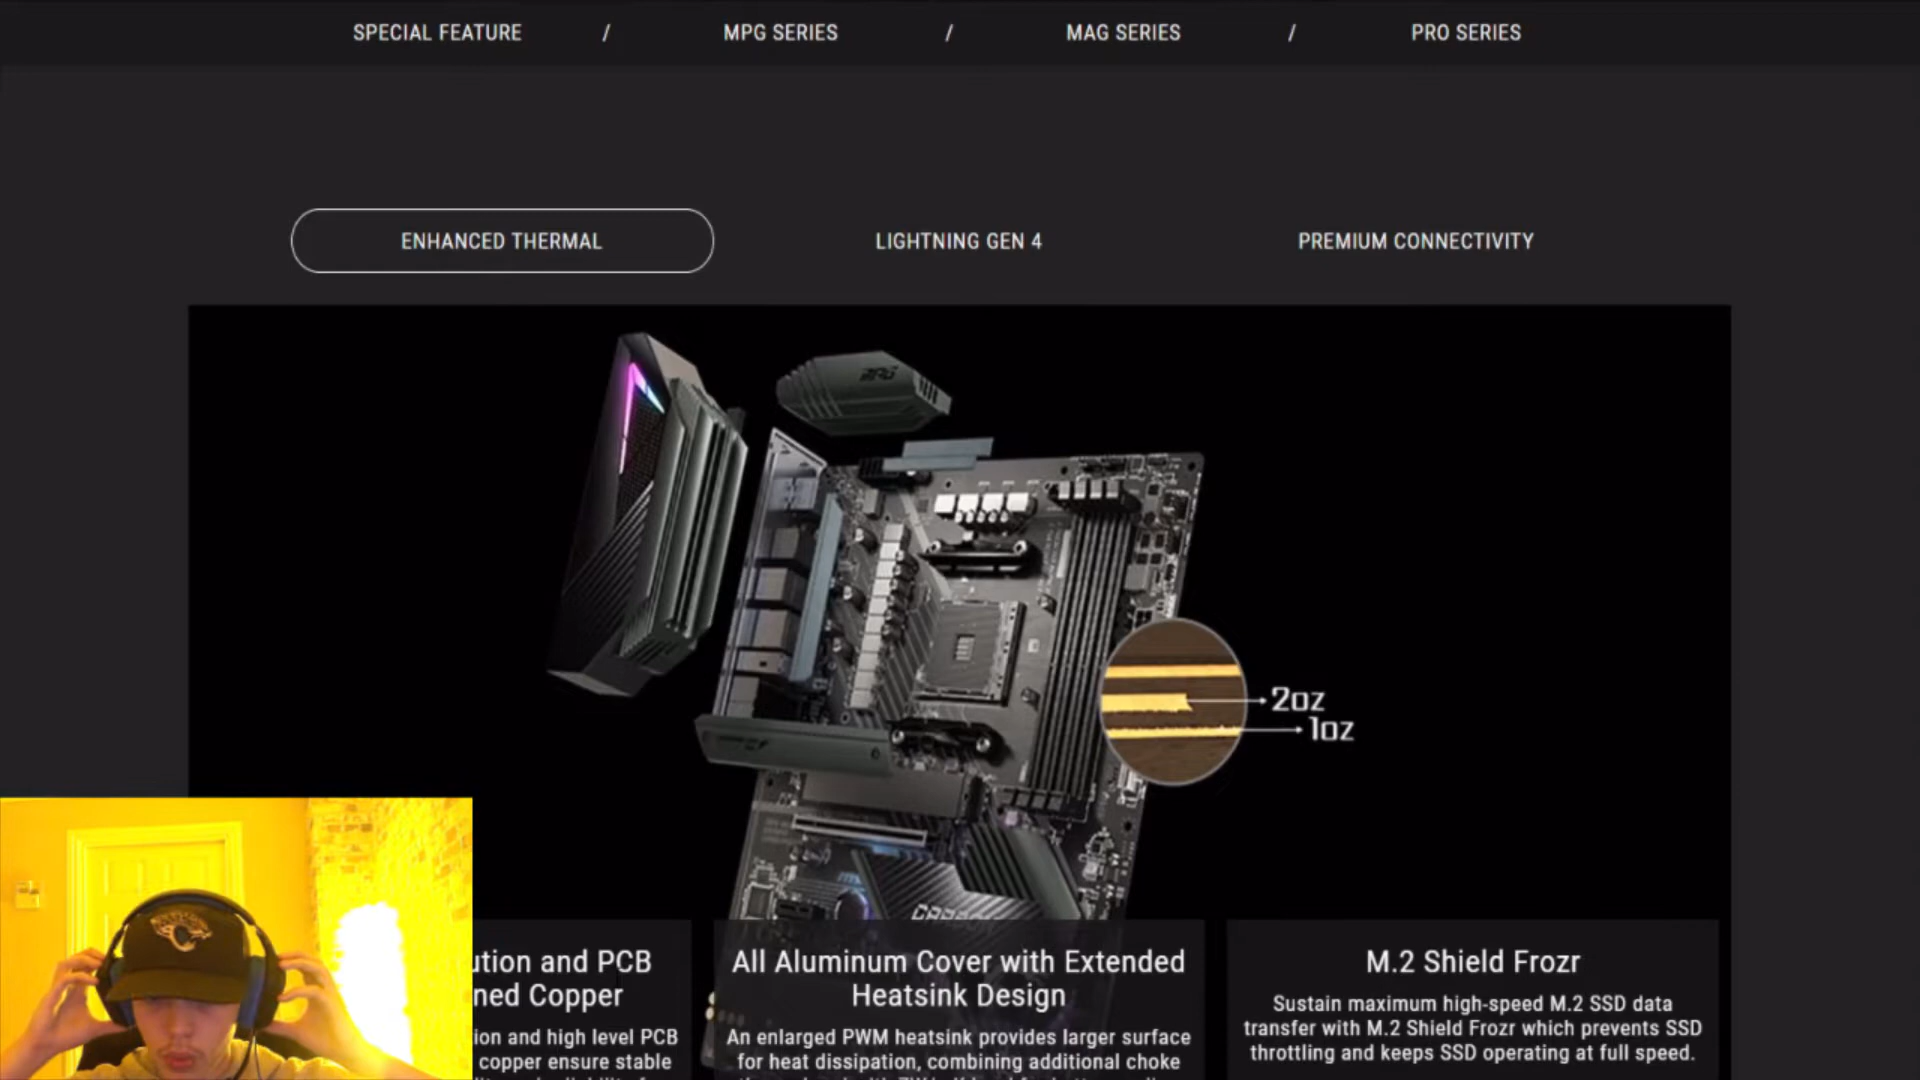 SPECIAL FEATURE / MPG SERIES / MAG SERIES / PRO SERIES
ENHANCED THERMAL
LIGHTNING GEN 4
PREMIUM CONNECTIVITY
2oz
1oz
CARBON
ution and PCB
ned Copper
ion and high level PCB
copper ensure stable
All Aluminum Cover with Extended
Heatsink Design
An enlarged PWM heatsink provides larger surface
for heat dissipation, combining additional choke
M.2 Shield Frozr
Sustain maximum high-speed M.2 SSD data
transfer with M.2 Shield Frozr which prevents SSD
throttling and keeps SSD operating at full speed.